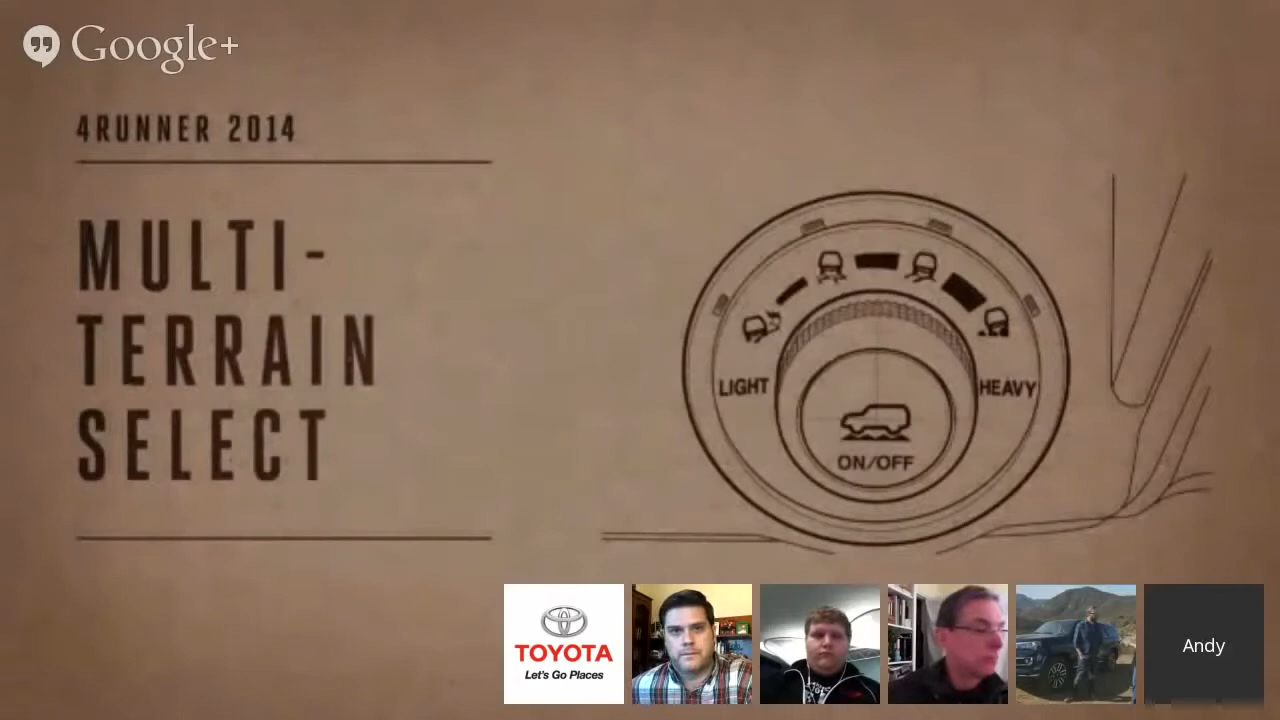 Google+
4RUNNER 2014
MULTI-
TERRAIN
SELECT
LIGHT
HEAVY
ON/OFF
TOYOTA
Let's Go Places
Andy